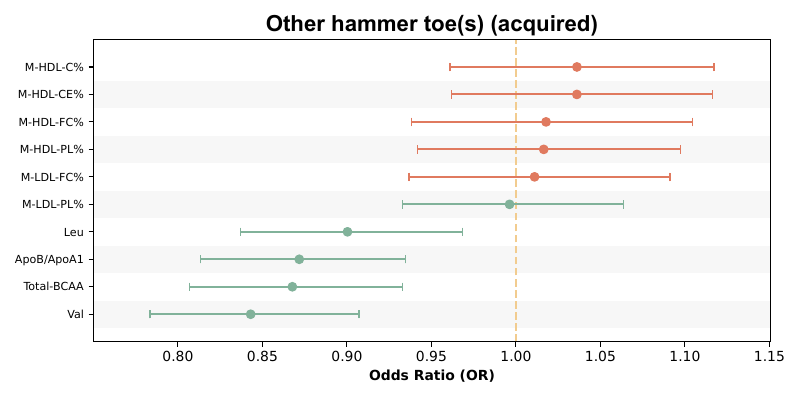 Other hammer toe(s) (acquired)
M-HDL-C%
M-HDL-CE%
M-HDL-FC%
M-HDL-PL%
M-LDL-FC%
M-LDL-PL%
Leu
ApoB/ApoA1
Total-BCAA
Val
0.80 0.85 0.90 0.95 1.00 1.05 1.10 1.15
Odds Ratio (OR)